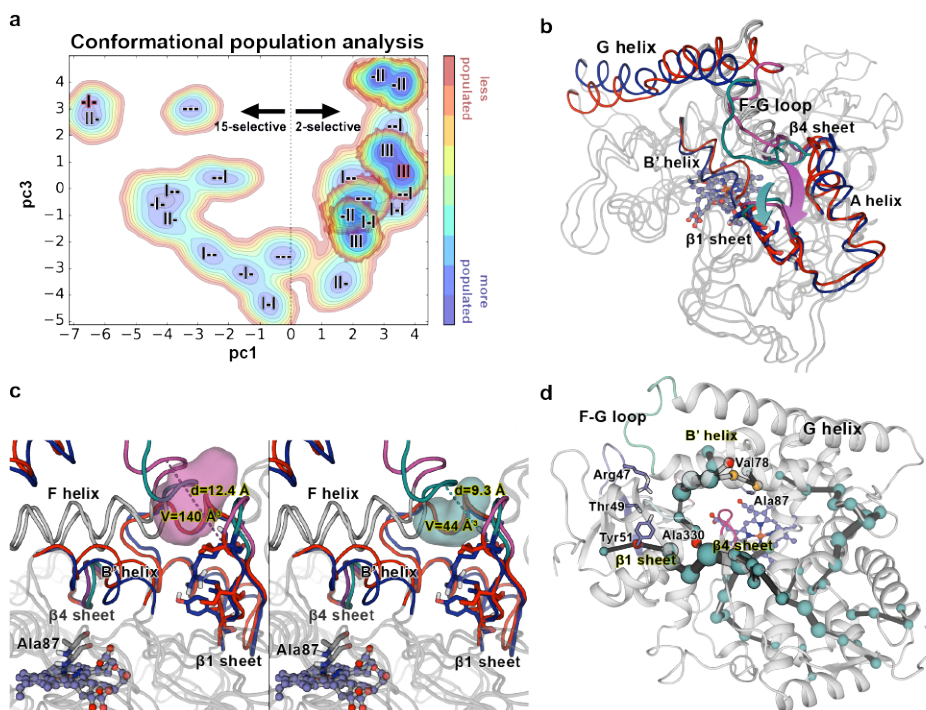 a
Conformational population analysis
4
3
2
1
0
-1
-2
-3
-4
-5
pc3
-7 -6 -5 -4 -3 -2 -1 0 1 2 3 4
pc1
15-selective
2-selective
-I-
II-
---
--I
I--
-I-
II-
I--
-I-
---
I-I
-II
-II
--I
III
III
I--
---
--I
I-I
-II
I-I
III
II-
less populated
more populated
b
G helix
F-G loop
β4 sheet
B' helix
A helix
β1 sheet
c
F helix
d=12.4 Å
V=140 Å³
B' helix
β4 sheet
Ala87
β1 sheet
F helix
d=9.3 Å
V=44 Å³
B' helix
β4 sheet
Ala87
β1 sheet
d
F-G loop
G helix
B' helix
Val78
Arg47
Ala87
Thr49
Tyr51
Ala330
β4 sheet
β1 sheet